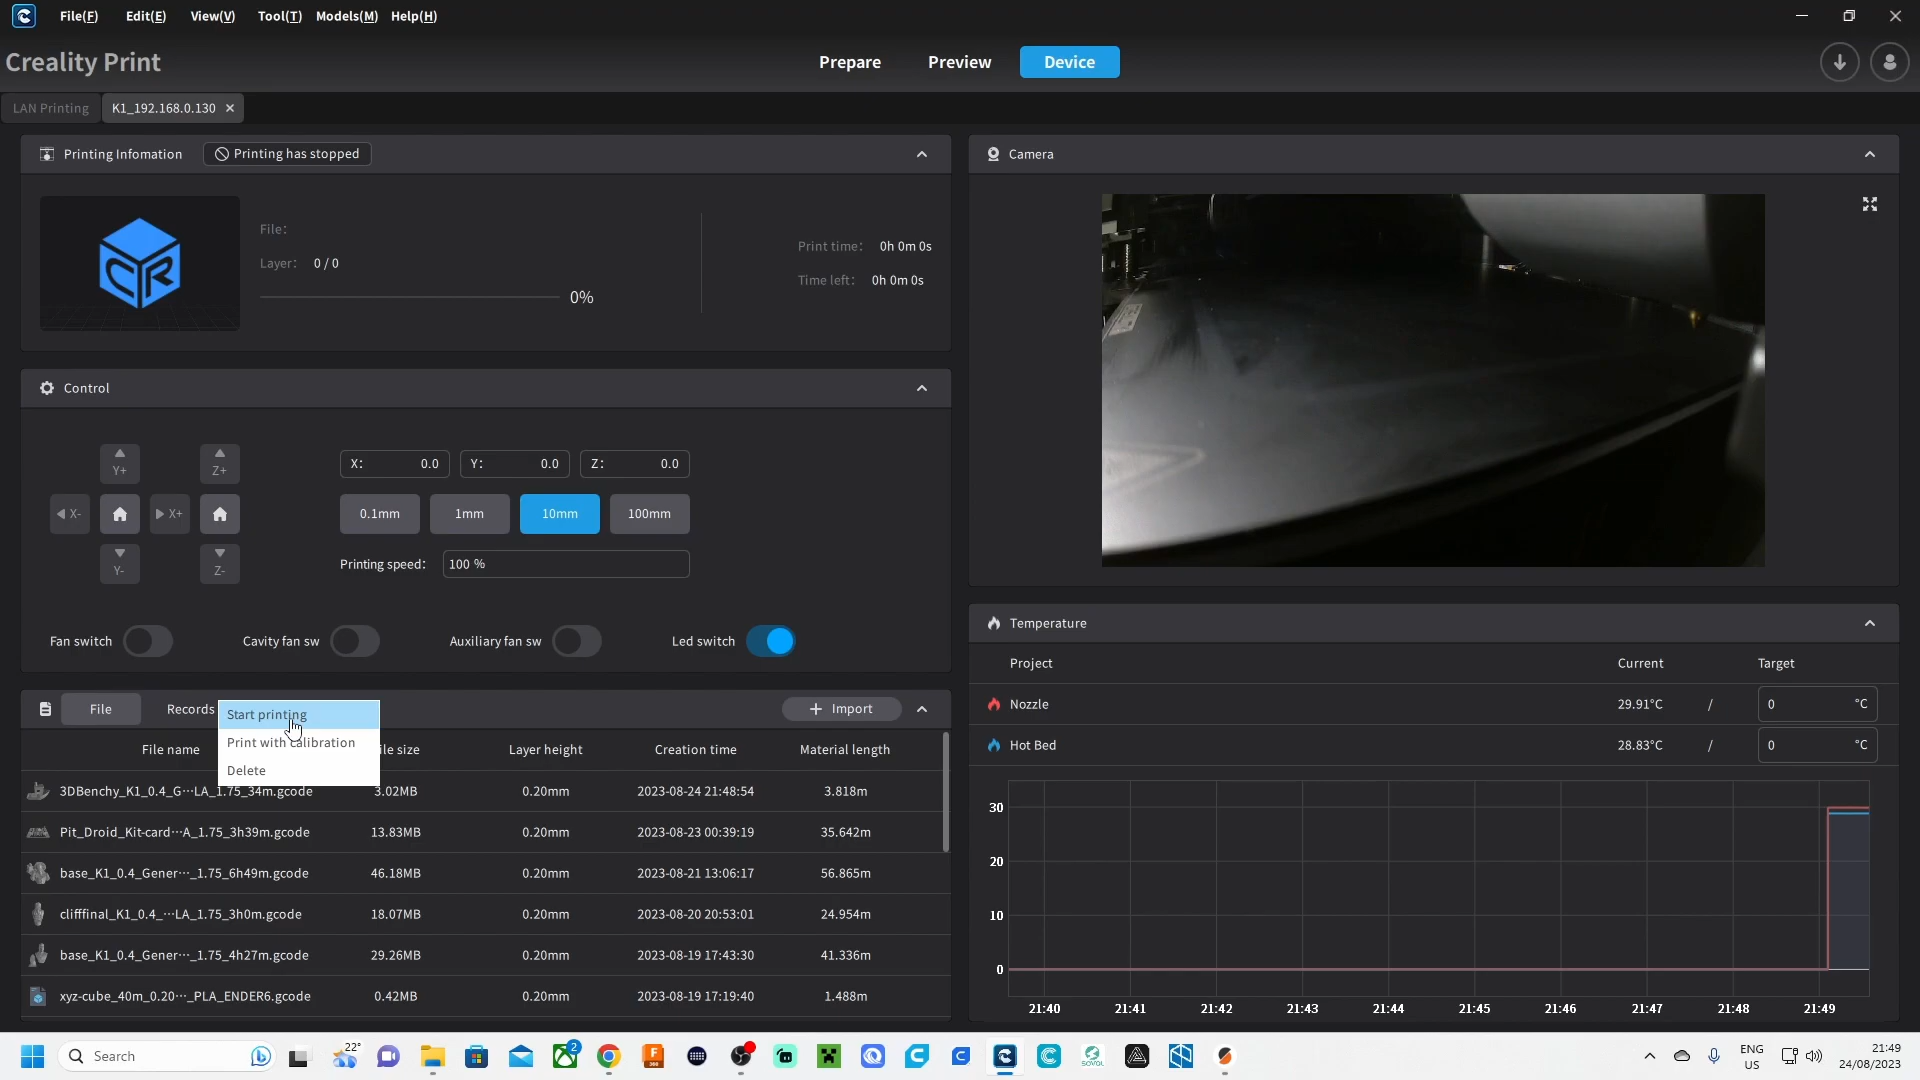 File(F) Edit(E) View(V) Tool(T) Models(M) Help(H)
Creality Print
Prepare Preview Device
LAN Printing K1_192.168.0.130
Printing Infomation Printing has stopped
CR
File:
Layer: 0 / 0
0%
Print time: 0h 0m 0s
Time left: 0h 0m 0s
Control
Y+ Z+
X- X+
Y- Z-
X: 0.0 Y: 0.0 Z: 0.0
0.1mm 1mm 10mm 100mm
Printing speed: 100 %
Fan switch Cavity fan sw Auxiliary fan sw Led switch
File Records + Import
Start printing
Print with calibration
Delete
File name ile size Layer height Creation time Material length
3DBenchy_K1_0.4_G···LA_1.75_34m.gcode 3.02MB 0.20mm 2023-08-24 21:48:54 3.818m
Pit_Droid_Kit-card···A_1.75_3h39m.gcode 13.83MB 0.20mm 2023-08-23 00:39:19 35.642m
base_K1_0.4_Gener···_1.75_6h49m.gcode 46.18MB 0.20mm 2023-08-21 13:06:17 56.865m
clifffinal_K1_0.4_···LA_1.75_3h0m.gcode 18.07MB 0.20mm 2023-08-20 20:53:01 24.954m
base_K1_0.4_Gener···_1.75_4h27m.gcode 29.26MB 0.20mm 2023-08-19 17:43:30 41.336m
xyz-cube_40m_0.20···_PLA_ENDER6.gcode 0.42MB 0.20mm 2023-08-19 17:19:40 1.488m
Camera
Temperature
Project Current Target
Nozzle 29.91°C / 0 °C
Hot Bed 28.83°C / 0 °C
30
20
10
0
21:40 21:41 21:42 21:43 21:44 21:45 21:46 21:47 21:48 21:49
Search
22°
2
F
360
SOVOL
ENG
US
21:49
24/08/2023